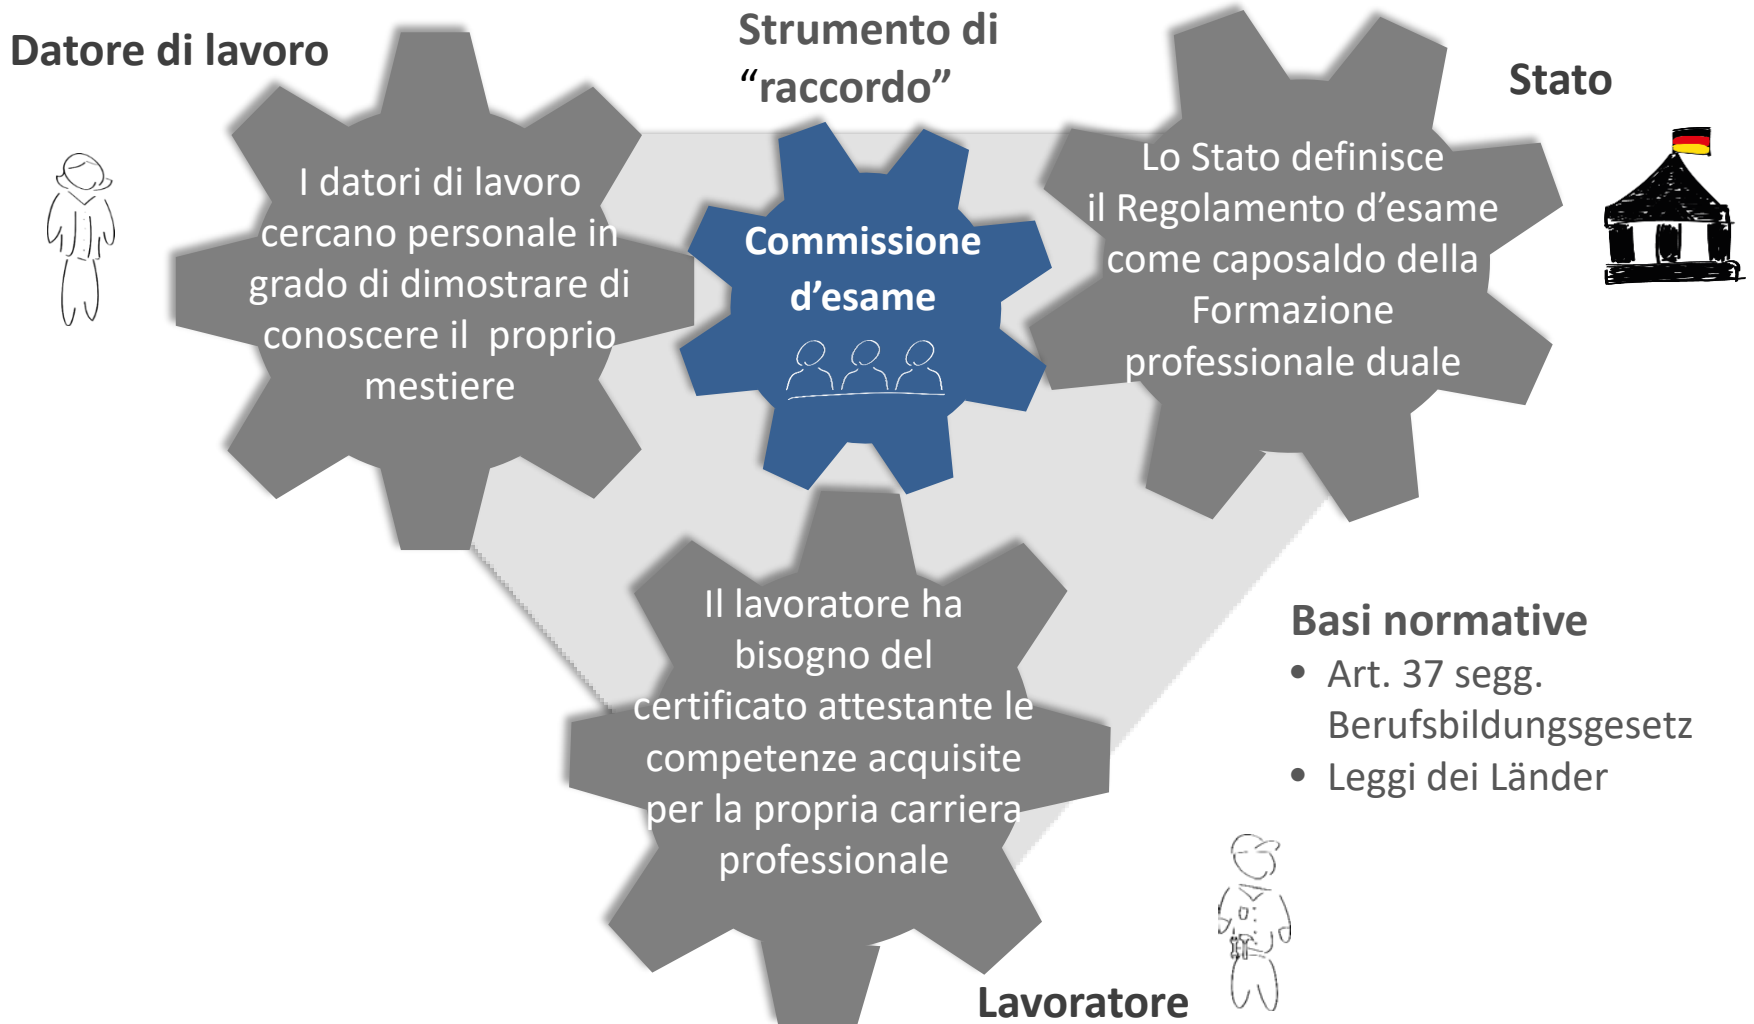 Datore di lavoro
Strumento di
“raccordo”
Stato
I datori di lavoro
cercano personale in
grado di dimostrare di
conoscere il proprio
mestiere
Commissione
d’esame
Lo Stato definisce
il Regolamento d’esame
come caposaldo della
Formazione
professionale duale
Il lavoratore ha
bisogno del
certificato attestante le
competenze acquisite
per la propria carriera
professionale
Basi normative
• Art. 37 segg.
Berufsbildungsgesetz
• Leggi dei Länder
Lavoratore